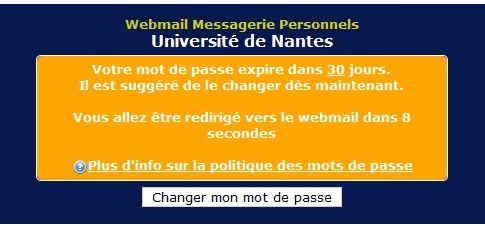 Webmail Messagerie Personnels
Université de Nantes
Votre mot de passe expire dans 30 jours.
Il est suggéré de le changer dès maintenant.
Vous allez être redirigé vers le webmail dans 8
secondes
Plus d'info sur la politique des mots de passe
Changer mon mot de passe